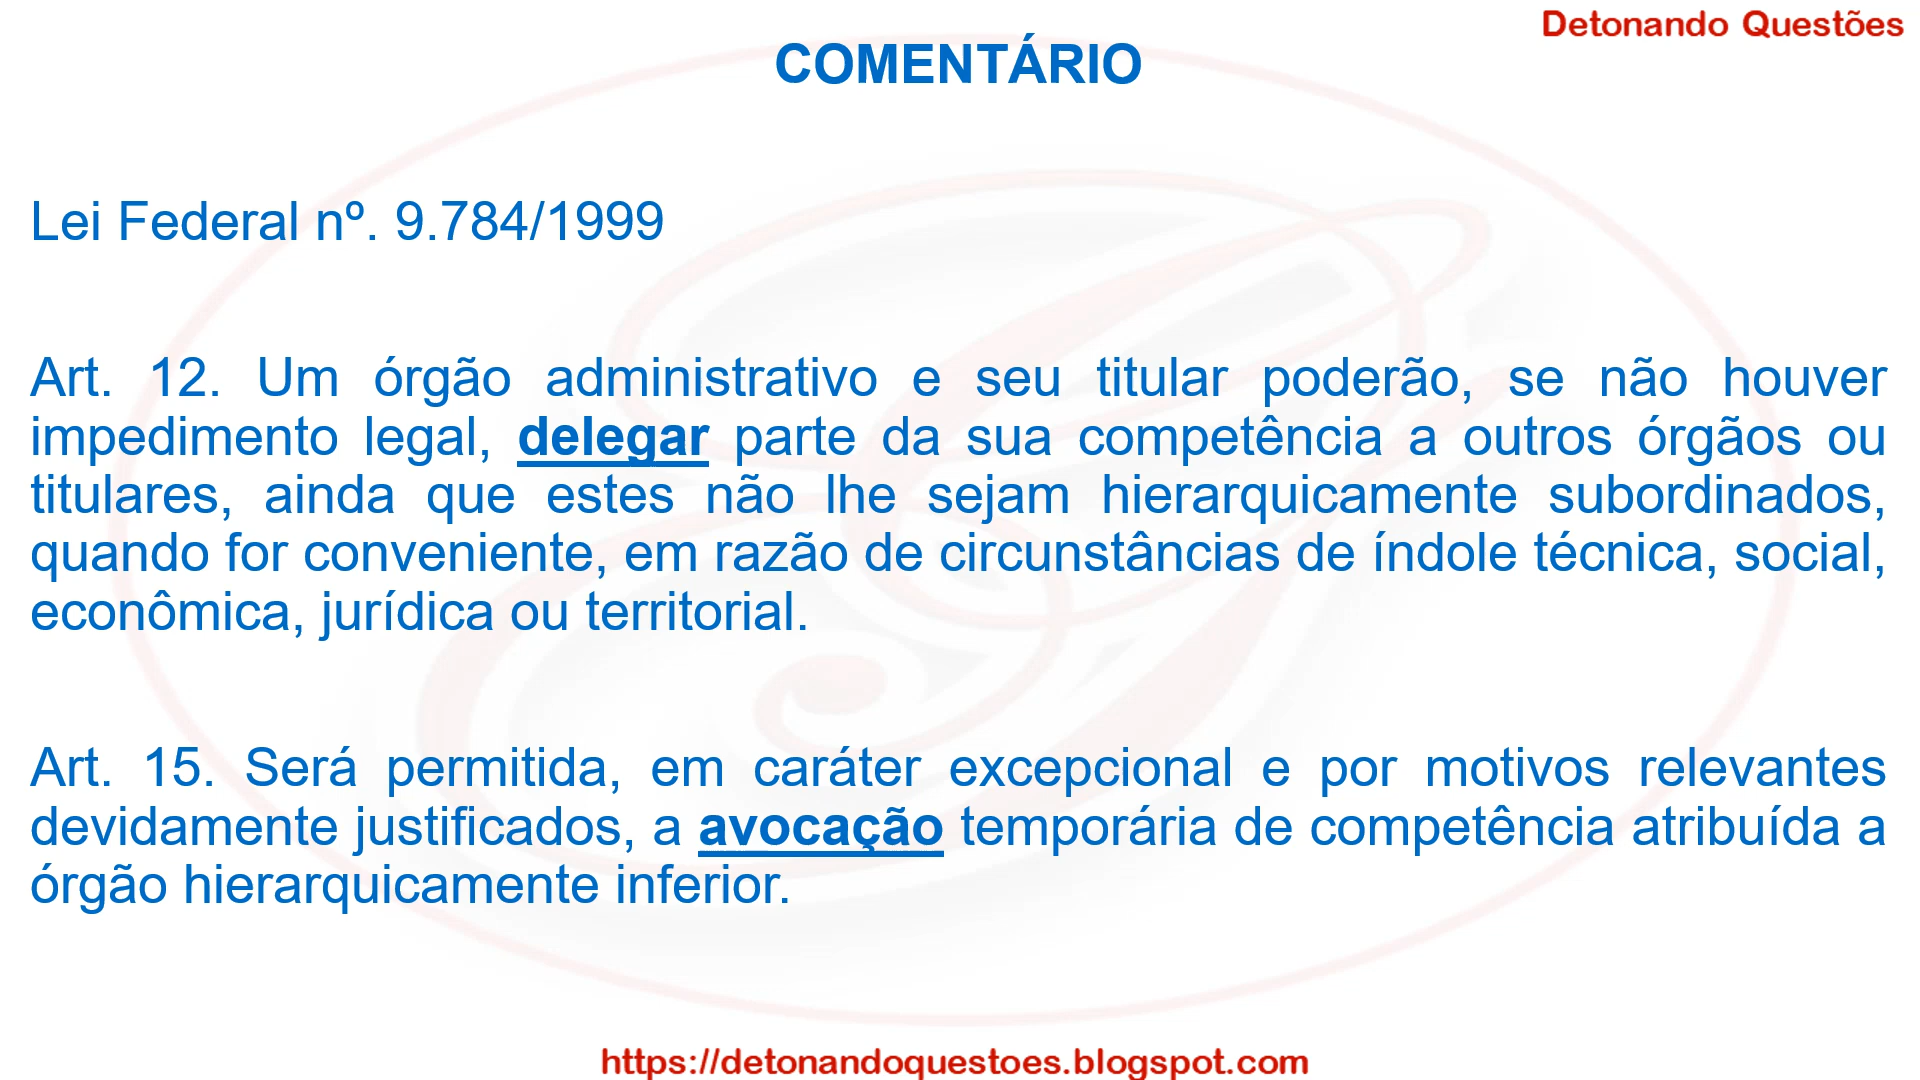 Detonando Questões
COMENTÁRIO
Lei Federal nº. 9.784/1999
Art. 12. Um órgão administrativo e seu titular poderão, se não houver
impedimento legal, delegar parte da sua competência a outros órgãos ou
titulares, ainda que estes não lhe sejam hierarquicamente subordinados,
quando for conveniente, em razão de circunstâncias de índole técnica, social,
econômica, jurídica ou territorial.
Art. 15. Será permitida, em caráter excepcional e por motivos relevantes
devidamente justificados, a avocação temporária de competência atribuída a
órgão hierarquicamente inferior.
https://detonandoquestoes.blogspot.com